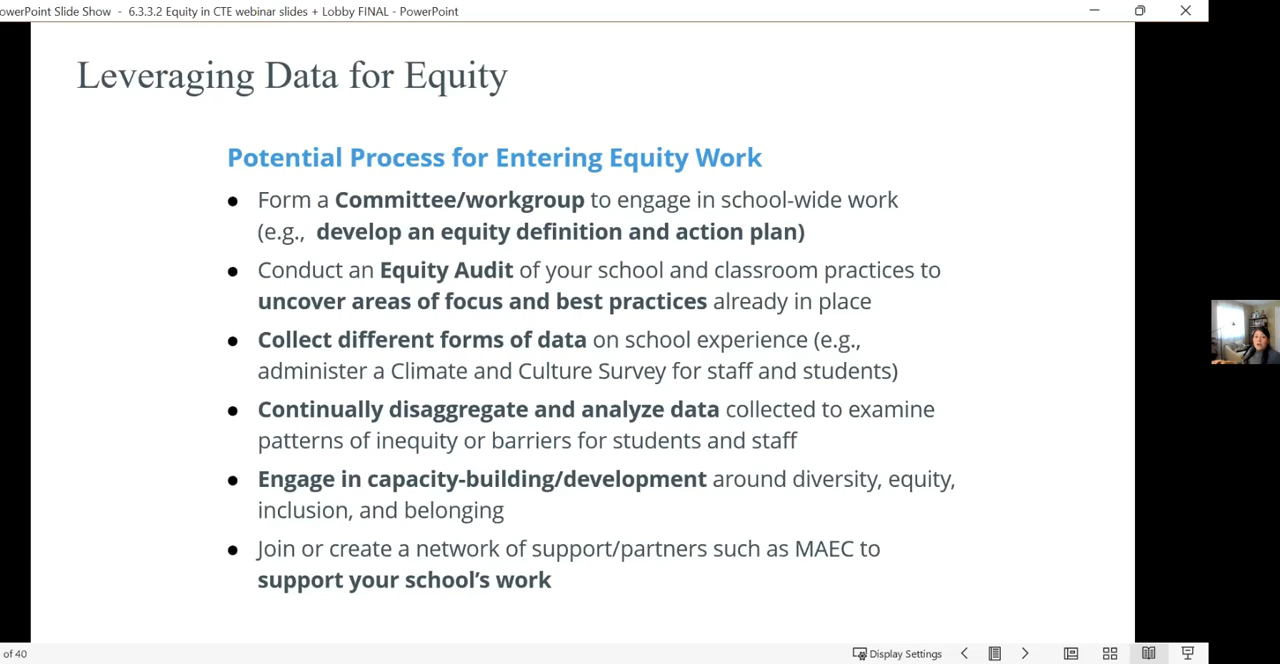 owerPoint Slide Show - 6.3.3.2 Equity in CTE webinar slides + Lobby FINAL - PowerPoint
Leveraging Data for Equity
Potential Process for Entering Equity Work
● Form a Committee/workgroup to engage in school-wide work
(e.g., develop an equity definition and action plan)
● Conduct an Equity Audit of your school and classroom practices to
uncover areas of focus and best practices already in place
● Collect different forms of data on school experience (e.g.,
administer a Climate and Culture Survey for staff and students)
● Continually disaggregate and analyze data collected to examine
patterns of inequity or barriers for students and staff
● Engage in capacity-building/development around diversity, equity,
inclusion, and belonging
● Join or create a network of support/partners such as MAEC to
support your school's work
of 40
Display Settings